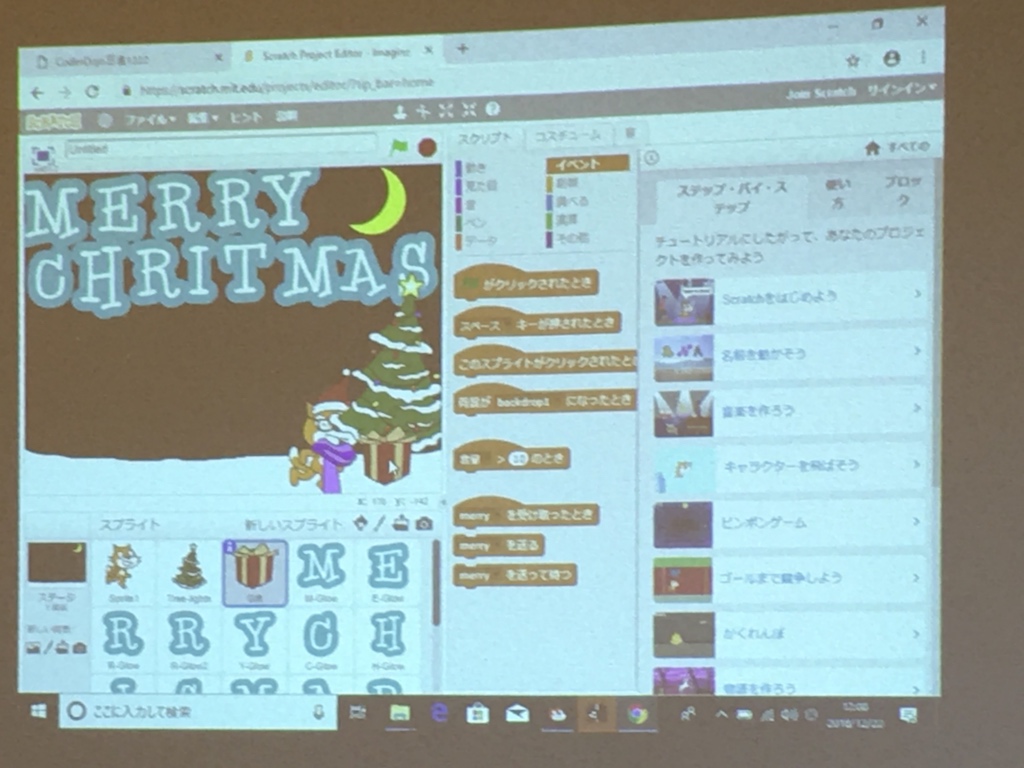 Scratch Project Editor - Imagine
https://scratch.mit.edu/projects/editor/?tip_bar=home
Join Scratch サインイン
ファイル ヒント
Untitled
MERRY
CHRITMAS
スクリプト コスチューム
すべての
動き イベント
見た目 制御
音 調べる
ペン 演算
データ その他
がクリックされたとき
スペース キーが押されたとき
このスプライトがクリックされたとき
背景が backdrop1 になったとき
音量 > 10 のとき
merry を受け取ったとき
merry を送る
merry を送って待つ
ステップ・バイ・ス
テップ
使い
方
ブロッ
ク
チュートリアルにしたがって、あなたのプロジェ
クトを作ってみよう
Scratchをはじめよう
名前を動かそう
音楽を作ろう
キャラクターを飛ばそう
ピンポンゲーム
ゴールまで競争しよう
かくれんぼ
物語を作ろう
スプライト 新しいスプライト
ステージ
Sprite1 Tree-lights Gift M-Glow E-Glow
M E
R R Y C H
R-Glow R-Glow2 Y-Glow C-Glow H-Glow
ここに入力して検索
12:00